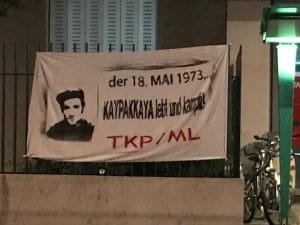 der 18. MAI 1973...
KAYPAKKAYA lebt und kämpft!
TKP/ML